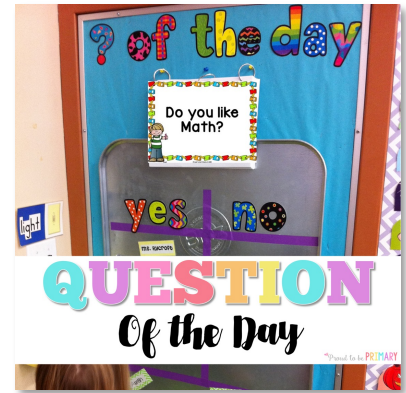 ? of the day
Do you like
Math?
light
yes no
QUESTION
Of the Day
Proud to be PRIMARY